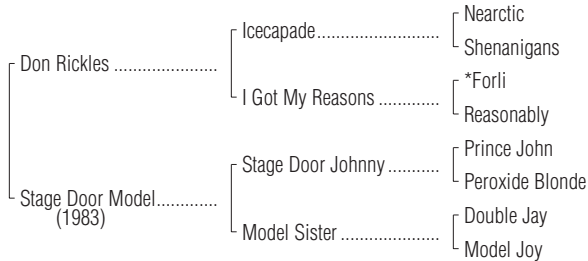 Nearctic
Icecapade
Shenanigans
Don Rickles
*Forli
I Got My Reasons
Reasonably
Prince John
Stage Door Johnny
Peroxide Blonde
Stage Door Model
(1983)
Double Jay
Model Sister
Model Joy